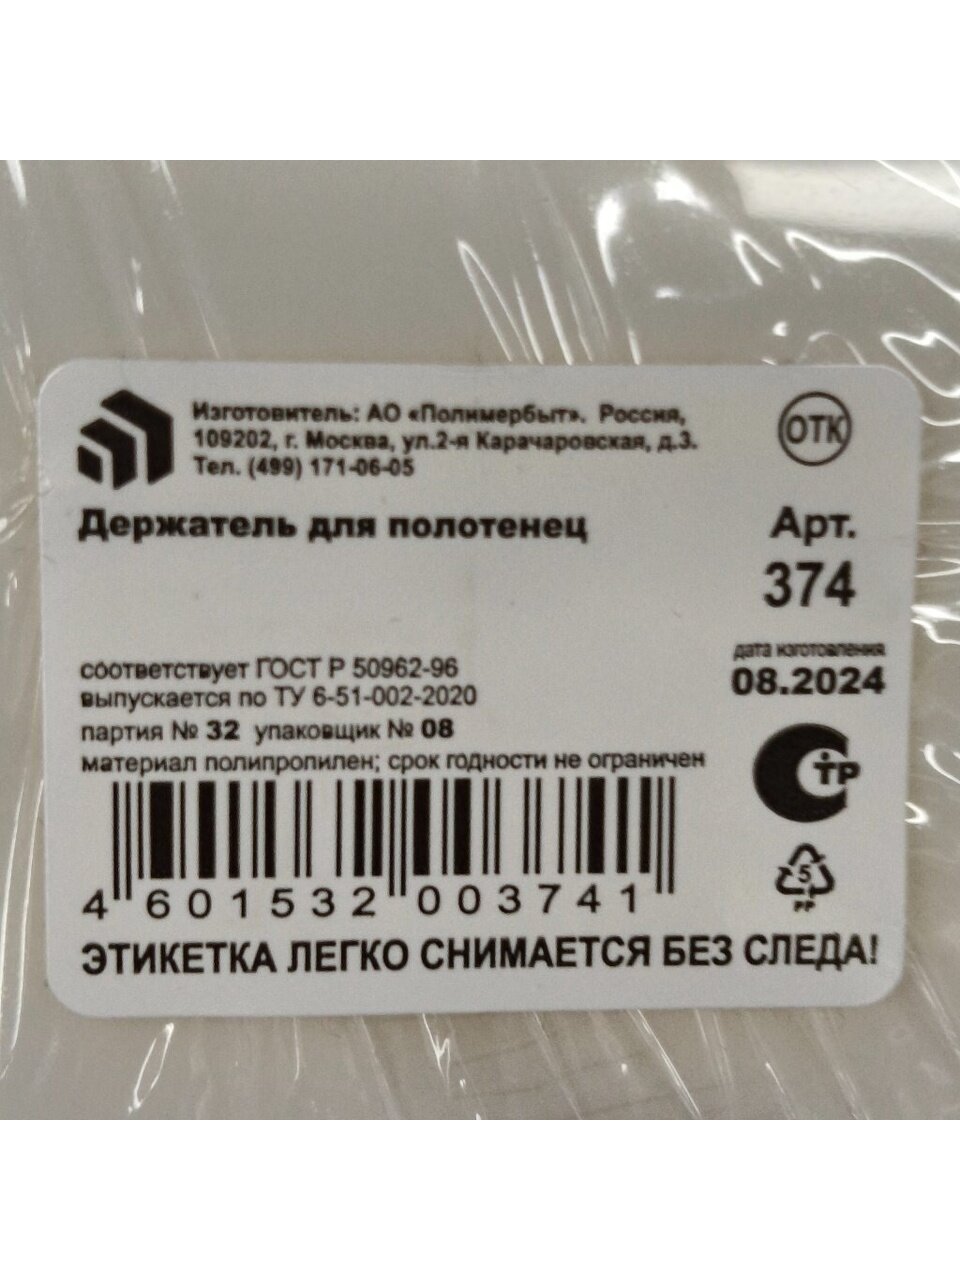 Изготовитель: АО «Полимербыт». Россия,
109202, г. Москва, ул.2-я Карачаровская, д.3.
Тел. (499) 171-06-05
ОТК
Держатель для полотенец
Арт.
374
соответствует ГОСТ Р 50962-96
выпускается по ТУ 6-51-002-2020
партия № 32 упаковщик № 08
материал полипропилен; срок годности не ограничен
дата изготовления
08.2024
СТР
5
PP
4 601532 003741
ЭТИКЕТКА ЛЕГКО СНИМАЕТСЯ БЕЗ СЛЕДА!